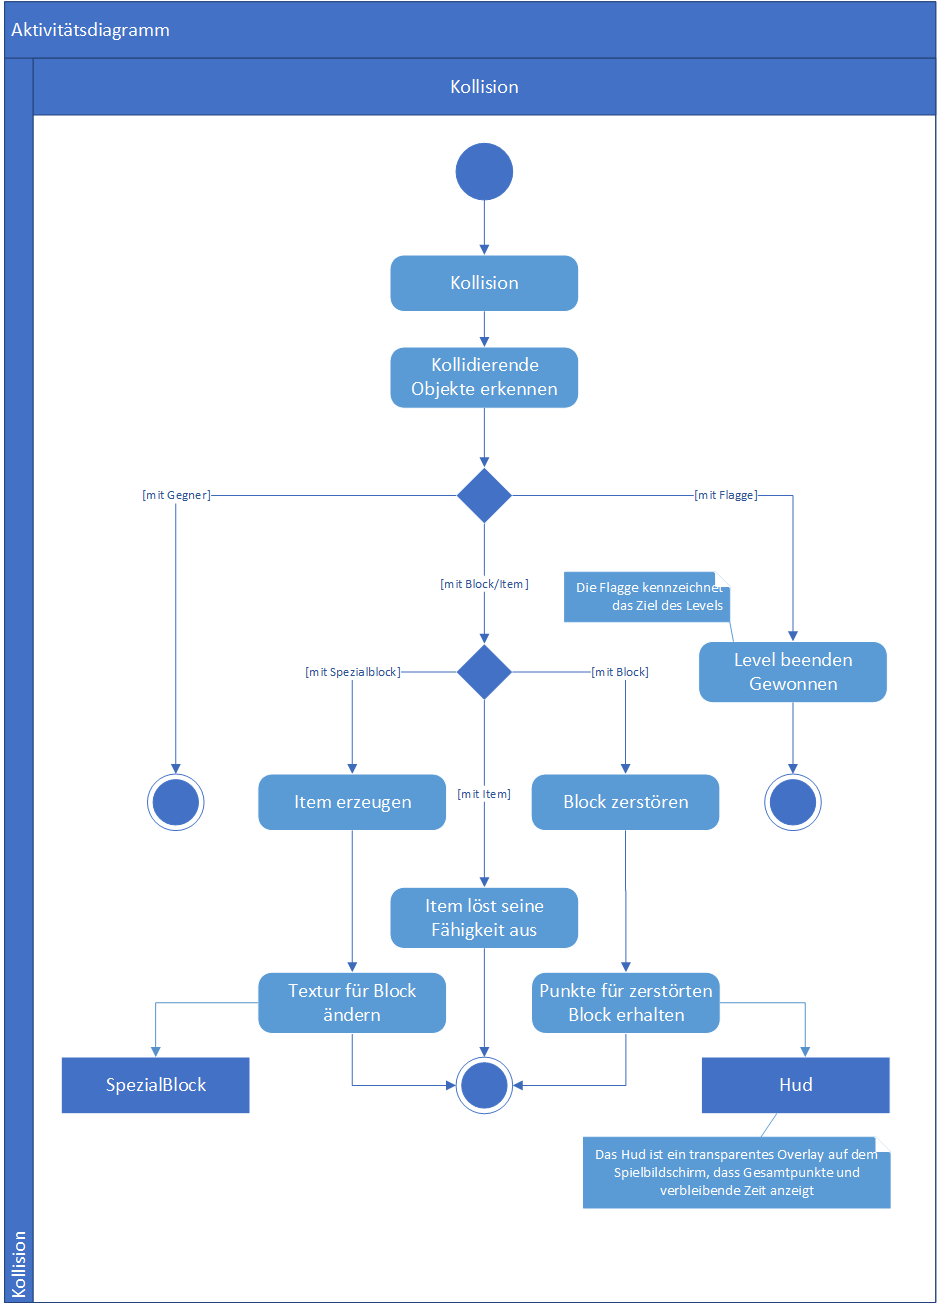 Aktivitätsdiagramm
Kollision
Kollision
Kollidierende
Objekte erkennen
[mit Gegner]
[mit Flagge]
[mit Block/Item]
Die Flagge kennzeichnet
das Ziel des Levels
Level beenden
Gewonnen
[mit Spezialblock]
[mit Block]
Item erzeugen
[mit Item]
Block zerstören
Item löst seine
Fähigkeit aus
Textur für Block
ändern
Punkte für zerstörten
Block erhalten
SpezialBlock
Hud
Das Hud ist ein transparentes Overlay auf dem
Spielbildschirm, dass Gesamtpunkte und
verbleibende Zeit anzeigt
Kollision